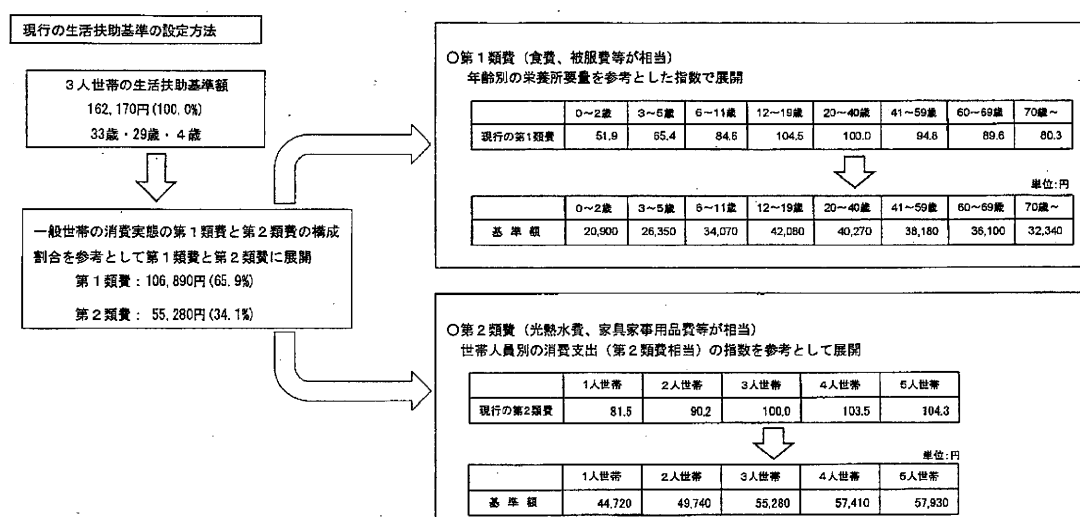 現行の生活扶助基準の設定方法
3人世帯の生活扶助基準額
162,170円(100.0%)
33歳・29歳・4歳
一般世帯の消費実態の第1類費と第2類費の構成
割合を参考として第1類費と第2類費に展開
第1類費:106,890円(65.9%)
第2類費: 55,280円(34.1%)
〇第1類費(食費、被服費等が相当)
年齢別の栄養所要量を参考とした指数で展開
0~2歳 3~5歳 6~11歳 12~19歳 20~40歳 41~59歳 60~69歳 70歳~
現行の第1類費 51.9 65.4 84.6 104.5 100.0 94.8 89.6 80.3
単位:円
0~2歳 3~5歳 6~11歳 12~19歳 20~40歳 41~59歳 60~69歳 70歳~
基準額 20,900 26,350 34,070 42,080 40,270 38,180 36,100 32,340
〇第2類費(光熱水費、家具家事用品費等が相当)
世帯人員別の消費支出(第2類費相当)の指数を参考として展開
1人世帯 2人世帯 3人世帯 4人世帯 5人世帯
現行の第2類費 81.5 90.2 100.0 103.5 104.3
単位:円
1人世帯 2人世帯 3人世帯 4人世帯 5人世帯
基準額 44,720 49,740 55,280 57,410 57,930